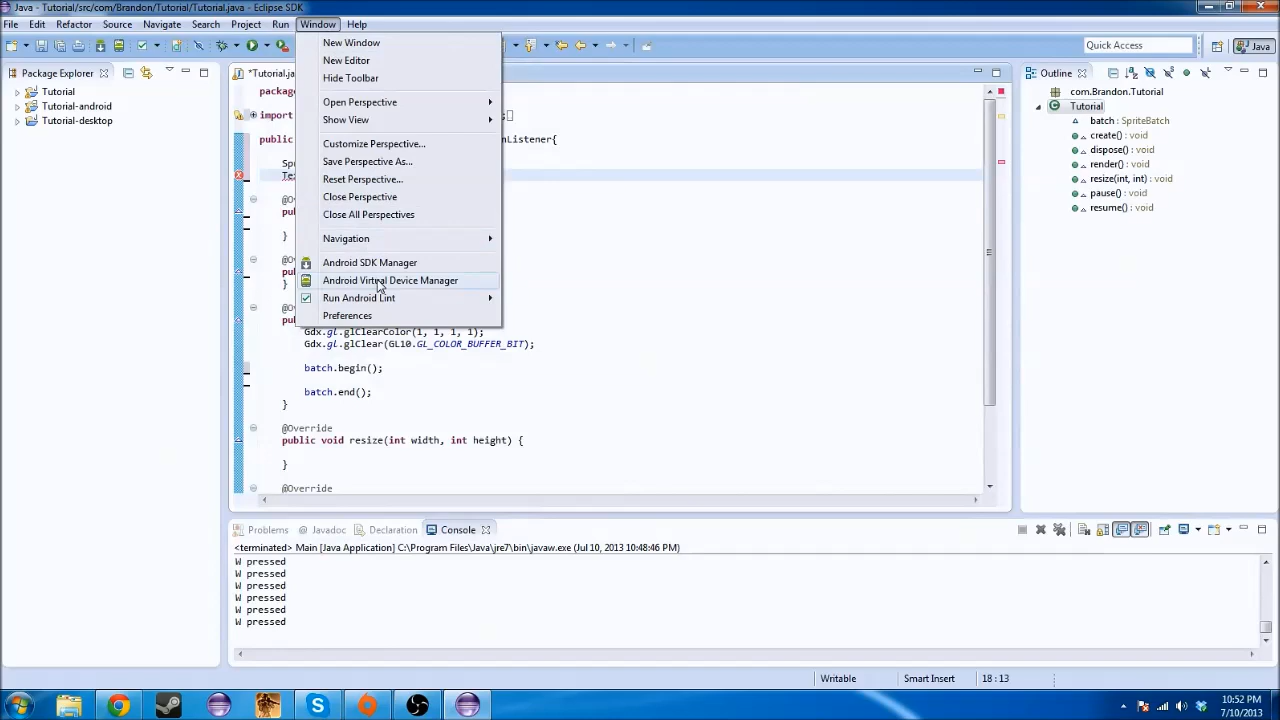 Java - Tutorial/src/com/Brandon/Tutorial/Tutorial.java - Eclipse SDK
File Edit Refactor Source Navigate Search Project Run Window Help
Quick Access
Java
New Window
New Editor
Hide Toolbar
Open Perspective
Show View
Customize Perspective...
Save Perspective As...
Reset Perspective...
Close Perspective
Close All Perspectives
Navigation
Android SDK Manager
Android Virtual Device Manager
Run Android Lint
Preferences
Package Explorer
Tutorial
Tutorial-android
Tutorial-desktop
*Tutorial.ja
packa
import ;
public nListener{
Spr
Te
@O
pub
}
@O
pub
}
@O
pub
Gdx.gl.glClearColor(1, 1, 1, 1);
Gdx.gl.glClear(GL10.GL_COLOR_BUFFER_BIT);
batch.begin();
batch.end();
}
@Override
public void resize(int width, int height) {
}
@Override
Outline
com.Brandon.Tutorial
Tutorial
batch : SpriteBatch
create() : void
dispose() : void
render() : void
resize(int, int) : void
pause() : void
resume() : void
Problems @ Javadoc Declaration Console
<terminated> Main [Java Application] C:\Program Files\Java\jre7\bin\javaw.exe (Jul 10, 2013 10:48:46 PM)
W pressed
W pressed
W pressed
W pressed
W pressed
W pressed
Writable Smart Insert 18 : 13
10:52 PM
7/10/2013